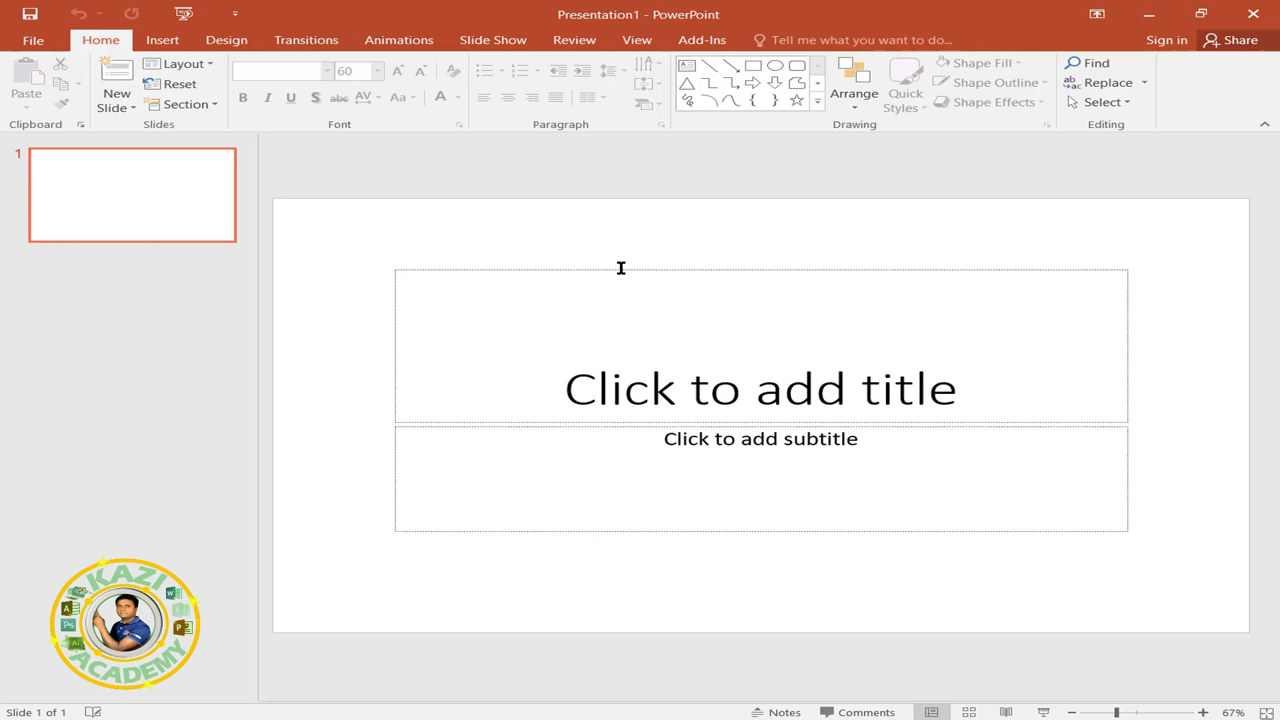 Presentation1 - PowerPoint
File Home Insert Design Transitions Animations Slide Show Review View Add-Ins Tell me what you want to do... Sign in Share
Paste
Clipboard
New Slide
Layout
Reset
Section
Slides
60
B I U S abc AV Aa A
Font
Paragraph
Arrange
Quick Styles
Shape Fill
Shape Outline
Shape Effects
Drawing
Find
Replace
Select
Editing
1
Click to add title
Click to add subtitle
KAZI
ACADEMY
Slide 1 of 1
Notes Comments 67%